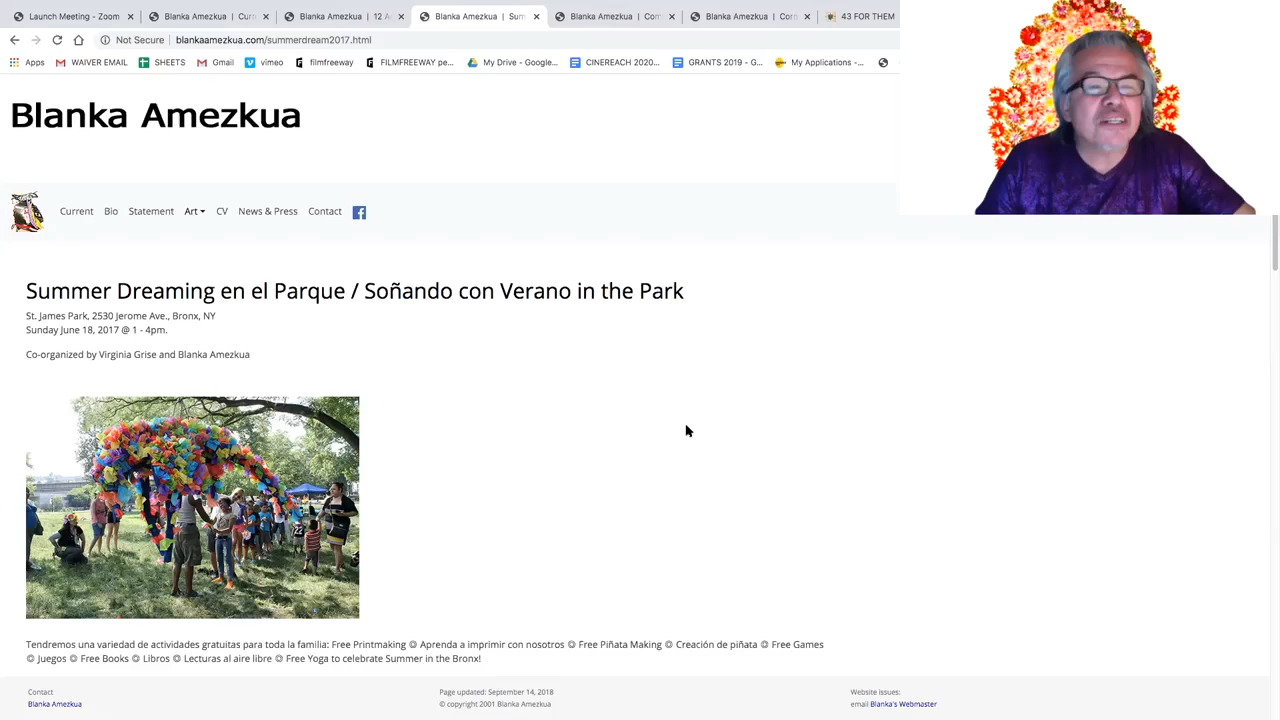 Launch Meeting - Zoom
Blanka Amezkua | Curr
Blanka Amezkua | 12 A
Blanka Amezkua | Sum
Blanka Amezkua | Com
Blanka Amezkua | Com
43 FOR THEM
Not Secure | blankaamezkua.com/summerdream2017.html
Apps WAIVER EMAIL SHEETS Gmail vimeo filmfreeway FILMFREEWAY pe... My Drive - Google... CINEREACH 2020... GRANTS 2019 - G... My Applications -...
Blanka Amezkua
Current Bio Statement Art CV News & Press Contact
Summer Dreaming en el Parque / Soñando con Verano in the Park
St. James Park, 2530 Jerome Ave., Bronx, NY
Sunday June 18, 2017 @ 1 - 4pm.
Co-organized by Virginia Grise and Blanka Amezkua
22
Tendremos una variedad de actividades gratuitas para toda la familia: Free Printmaking ۞ Aprenda a imprimir con nosotros ۞ Free Piñata Making ۞ Creación de piñata ۞ Free Games
۞ Juegos ۞ Free Books ۞ Libros ۞ Lecturas al aire libre ۞ Free Yoga to celebrate Summer in the Bronx!
Contact
Blanka Amezkua
Page updated: September 14, 2018
© copyright 2001 Blanka Amezkua
Website issues:
email Blanka's Webmaster